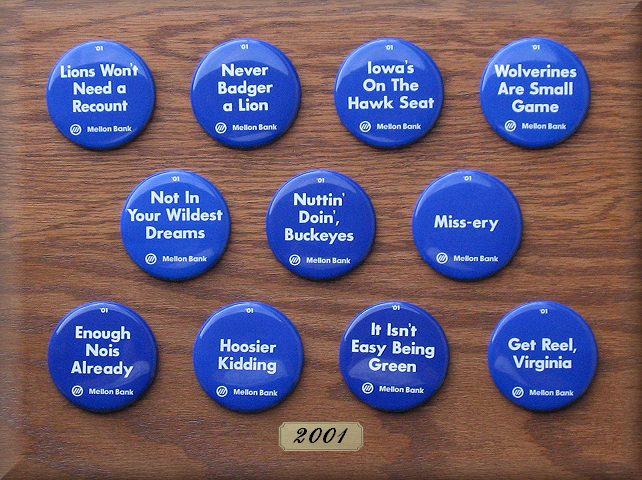 '01
Lions Won't
Need a
Recount
Mellon Bank
'01
Never
Badger
a Lion
Mellon Bank
'01
Iowa's
On The
Hawk Seat
Mellon Bank
'01
Wolverines
Are Small
Game
Mellon Bank
'01
Not In
Your Wildest
Dreams
Mellon Bank
'01
Nuttin'
Doin',
Buckeyes
Mellon Bank
'01
Miss-ery
Mellon Bank
'01
Enough
Nois
Already
Mellon Bank
'01
Hoosier
Kidding
Mellon Bank
'01
It Isn't
Easy Being
Green
Mellon Bank
'01
Get Reel,
Virginia
Mellon Bank
2001